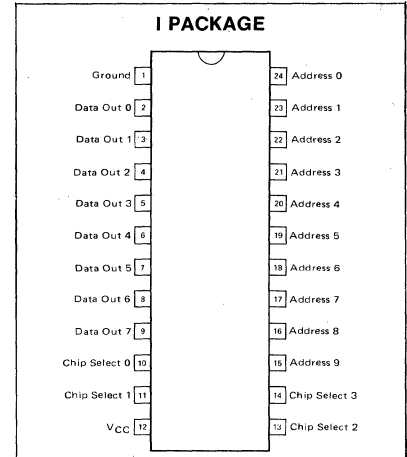 I PACKAGE
Ground 1 24 Address 0
Data Out 0 2 23 Address 1
Data Out 1 3 22 Address 2
Data Out 2 4 21 Address 3
Data Out 3 5 20 Address 4
Data Out 4 6 19 Address 5
Data Out 5 7 18 Address 6
Data Out 6 8 17 Address 7
Data Out 7 9 16 Address 8
Chip Select 0 10 15 Address 9
Chip Select 1 11 14 Chip Select 3
VCC 12 13 Chip Select 2